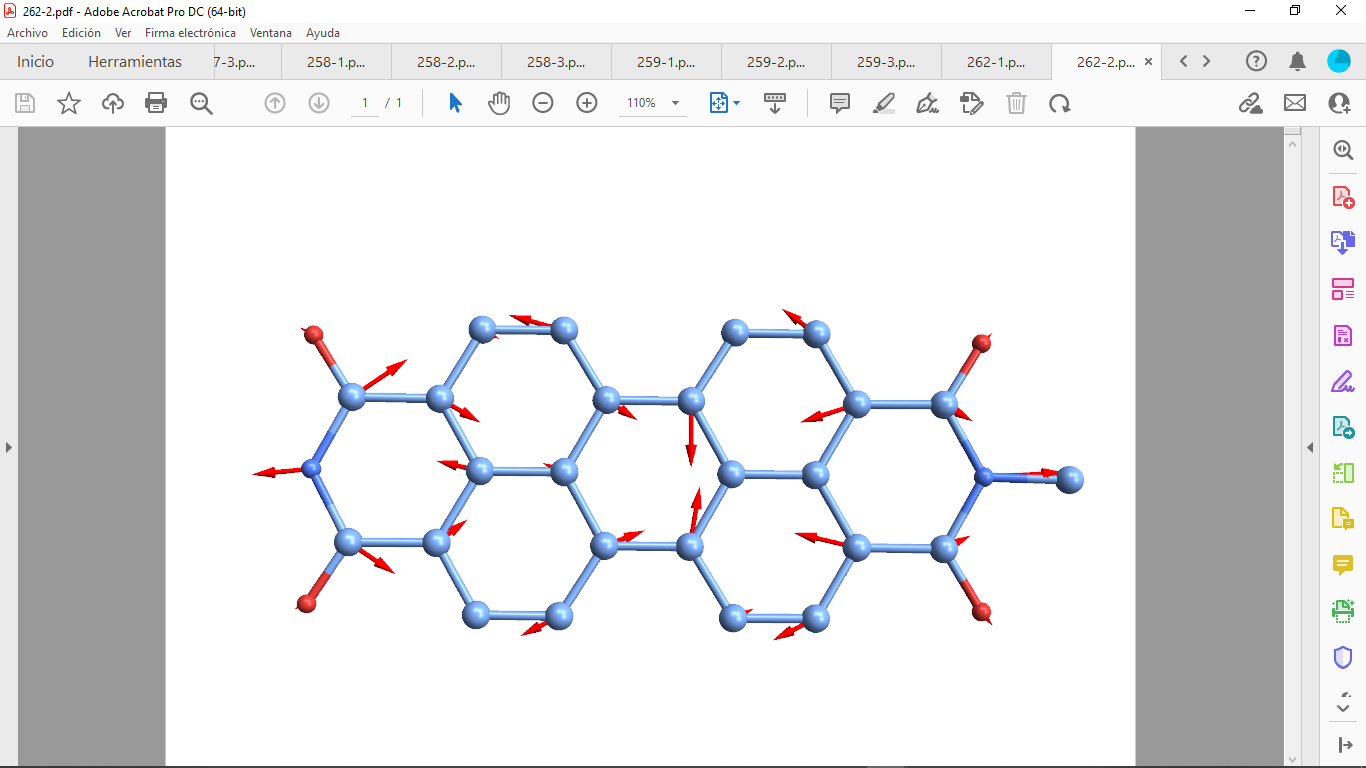 262-2.pdf - Adobe Acrobat Pro DC (64-bit)
Archivo Edición Ver Firma electrónica Ventana Ayuda
Inicio Herramientas 7-3.p... 258-1.p... 258-2.p... 258-3.p... 259-1.p... 259-2.p... 259-3.p... 262-1.p... 262-2.p...
1 / 1 110%